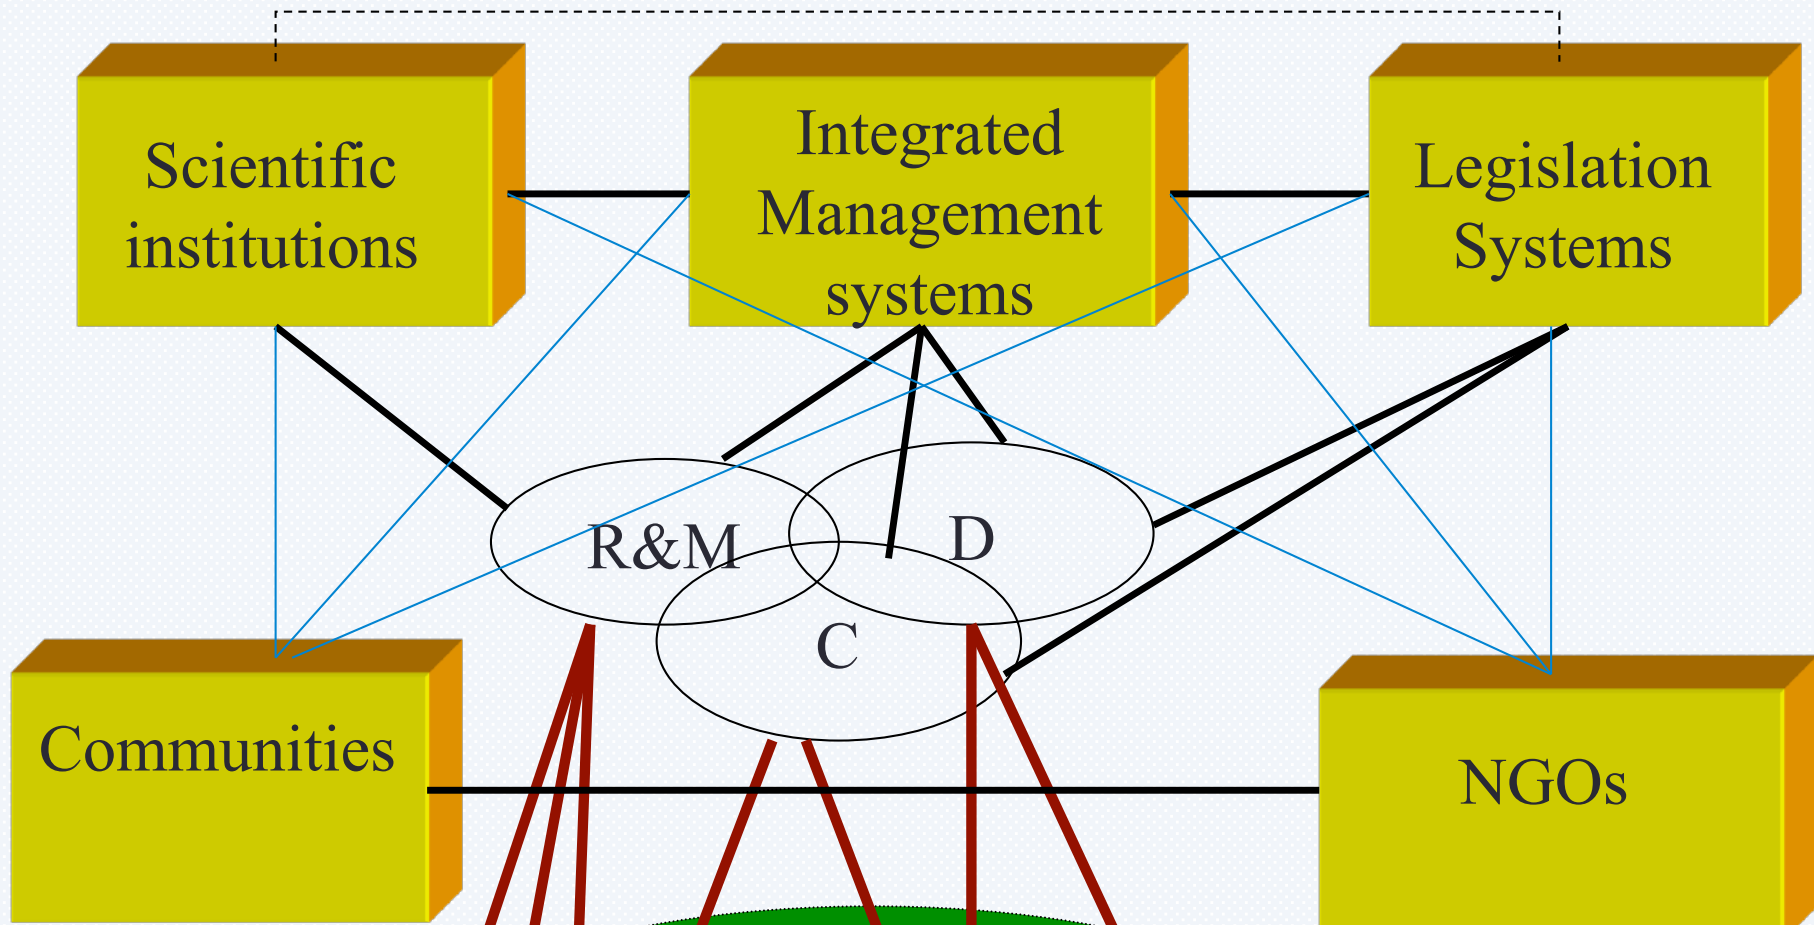 Scientific
institutions
Integrated
Management
systems
Legislation
Systems
R&M
D
C
Communities
NGOs